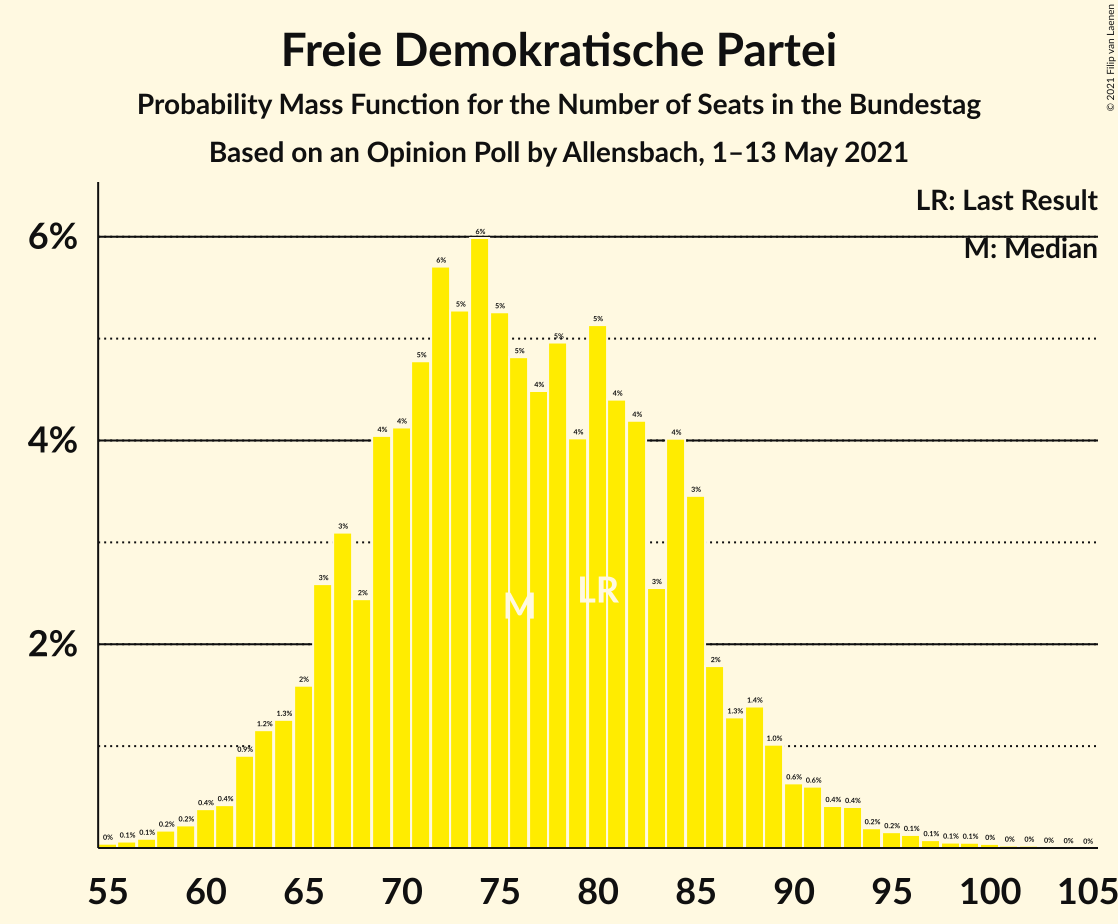 Freie Demokratische Partei
Probability Mass Function for the Number of Seats in the Bundestag
Based on an Opinion Poll by Allensbach, 1–13 May 2021
© 2021 Filip van Laenen
LR: Last Result
M: Median
6%
4%
2%
0% 0.1% 0.1% 0.2% 0.2% 0.4% 0.4% 0.9% 1.2% 1.3% 2% 3% 3% 2% 4% 4% 5% 6% 5% 6% 5% 5% 4% 5% 4% 5% 4% 4% 3% 4% 3% 2% 1.3% 1.4% 1.0% 0.6% 0.6% 0.4% 0.4% 0.2% 0.2% 0.1% 0.1% 0.1% 0.1% 0% 0% 0% 0% 0% 0%
M LR
55 60 65 70 75 80 85 90 95 100 105